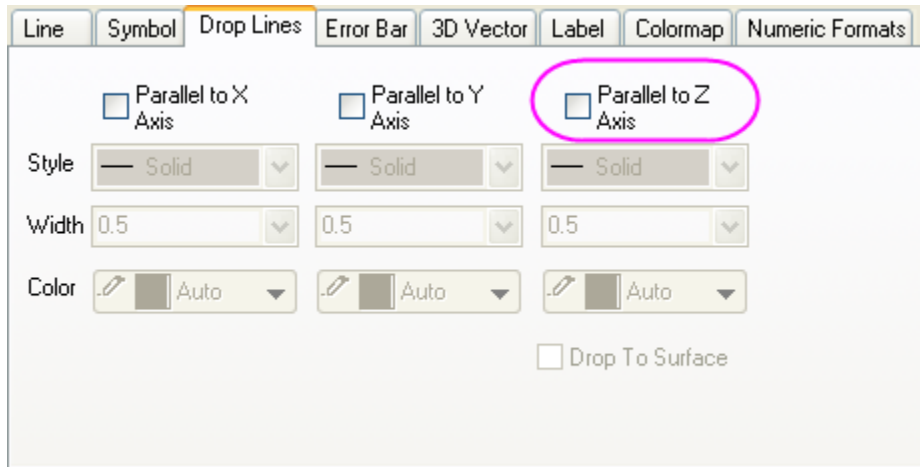 Line Symbol Drop Lines Error Bar 3D Vector Label Colormap Numeric Formats
Parallel to X Axis Parallel to Y Axis Parallel to Z Axis
Style Solid Solid Solid
Width 0.5 0.5 0.5
Color Auto Auto Auto
Drop To Surface